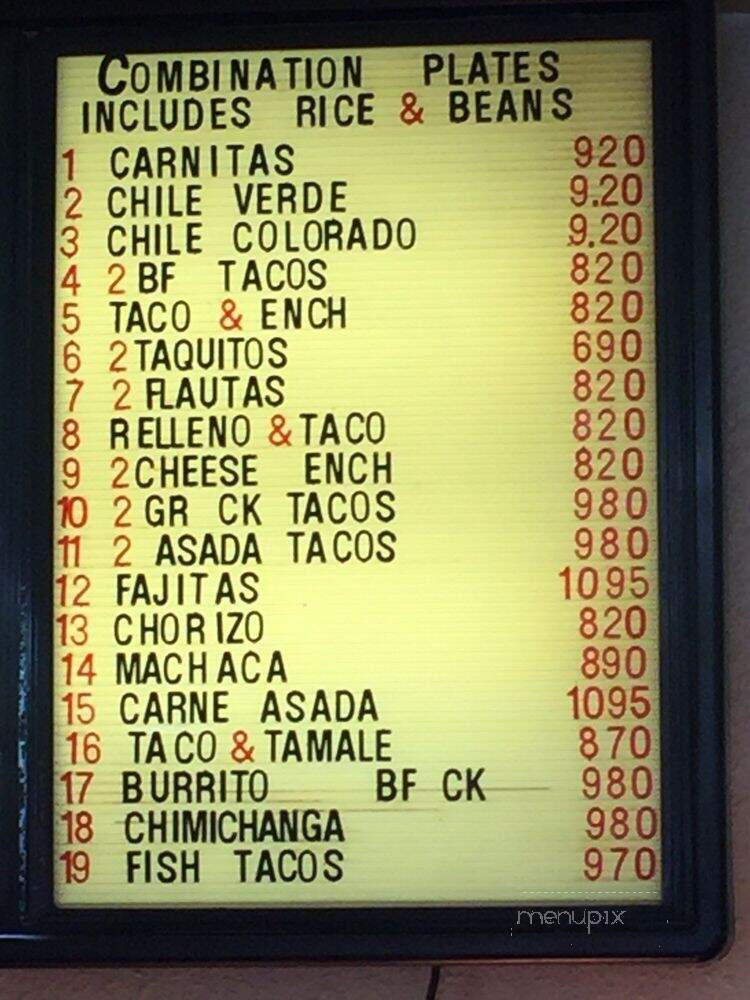 COMBINATION PLATES
INCLUDES RICE & BEANS
1 CARNITAS 920
2 CHILE VERDE 9.20
3 CHILE COLORADO 9.20
4 2 BF TACOS 820
5 TACO & ENCH 820
6 2 TAQUITOS 690
7 2 FLAUTAS 820
8 RELLENO & TACO 820
9 2 CHEESE ENCH 820
10 2 GR CK TACOS 980
11 2 ASADA TACOS 980
12 FAJITAS 1095
13 CHORIZO 820
14 MACHACA 890
15 CARNE ASADA 1095
16 TACO & TAMALE 870
17 BURRITO BF CK 980
18 CHIMICHANGA 980
19 FISH TACOS 970
menupix